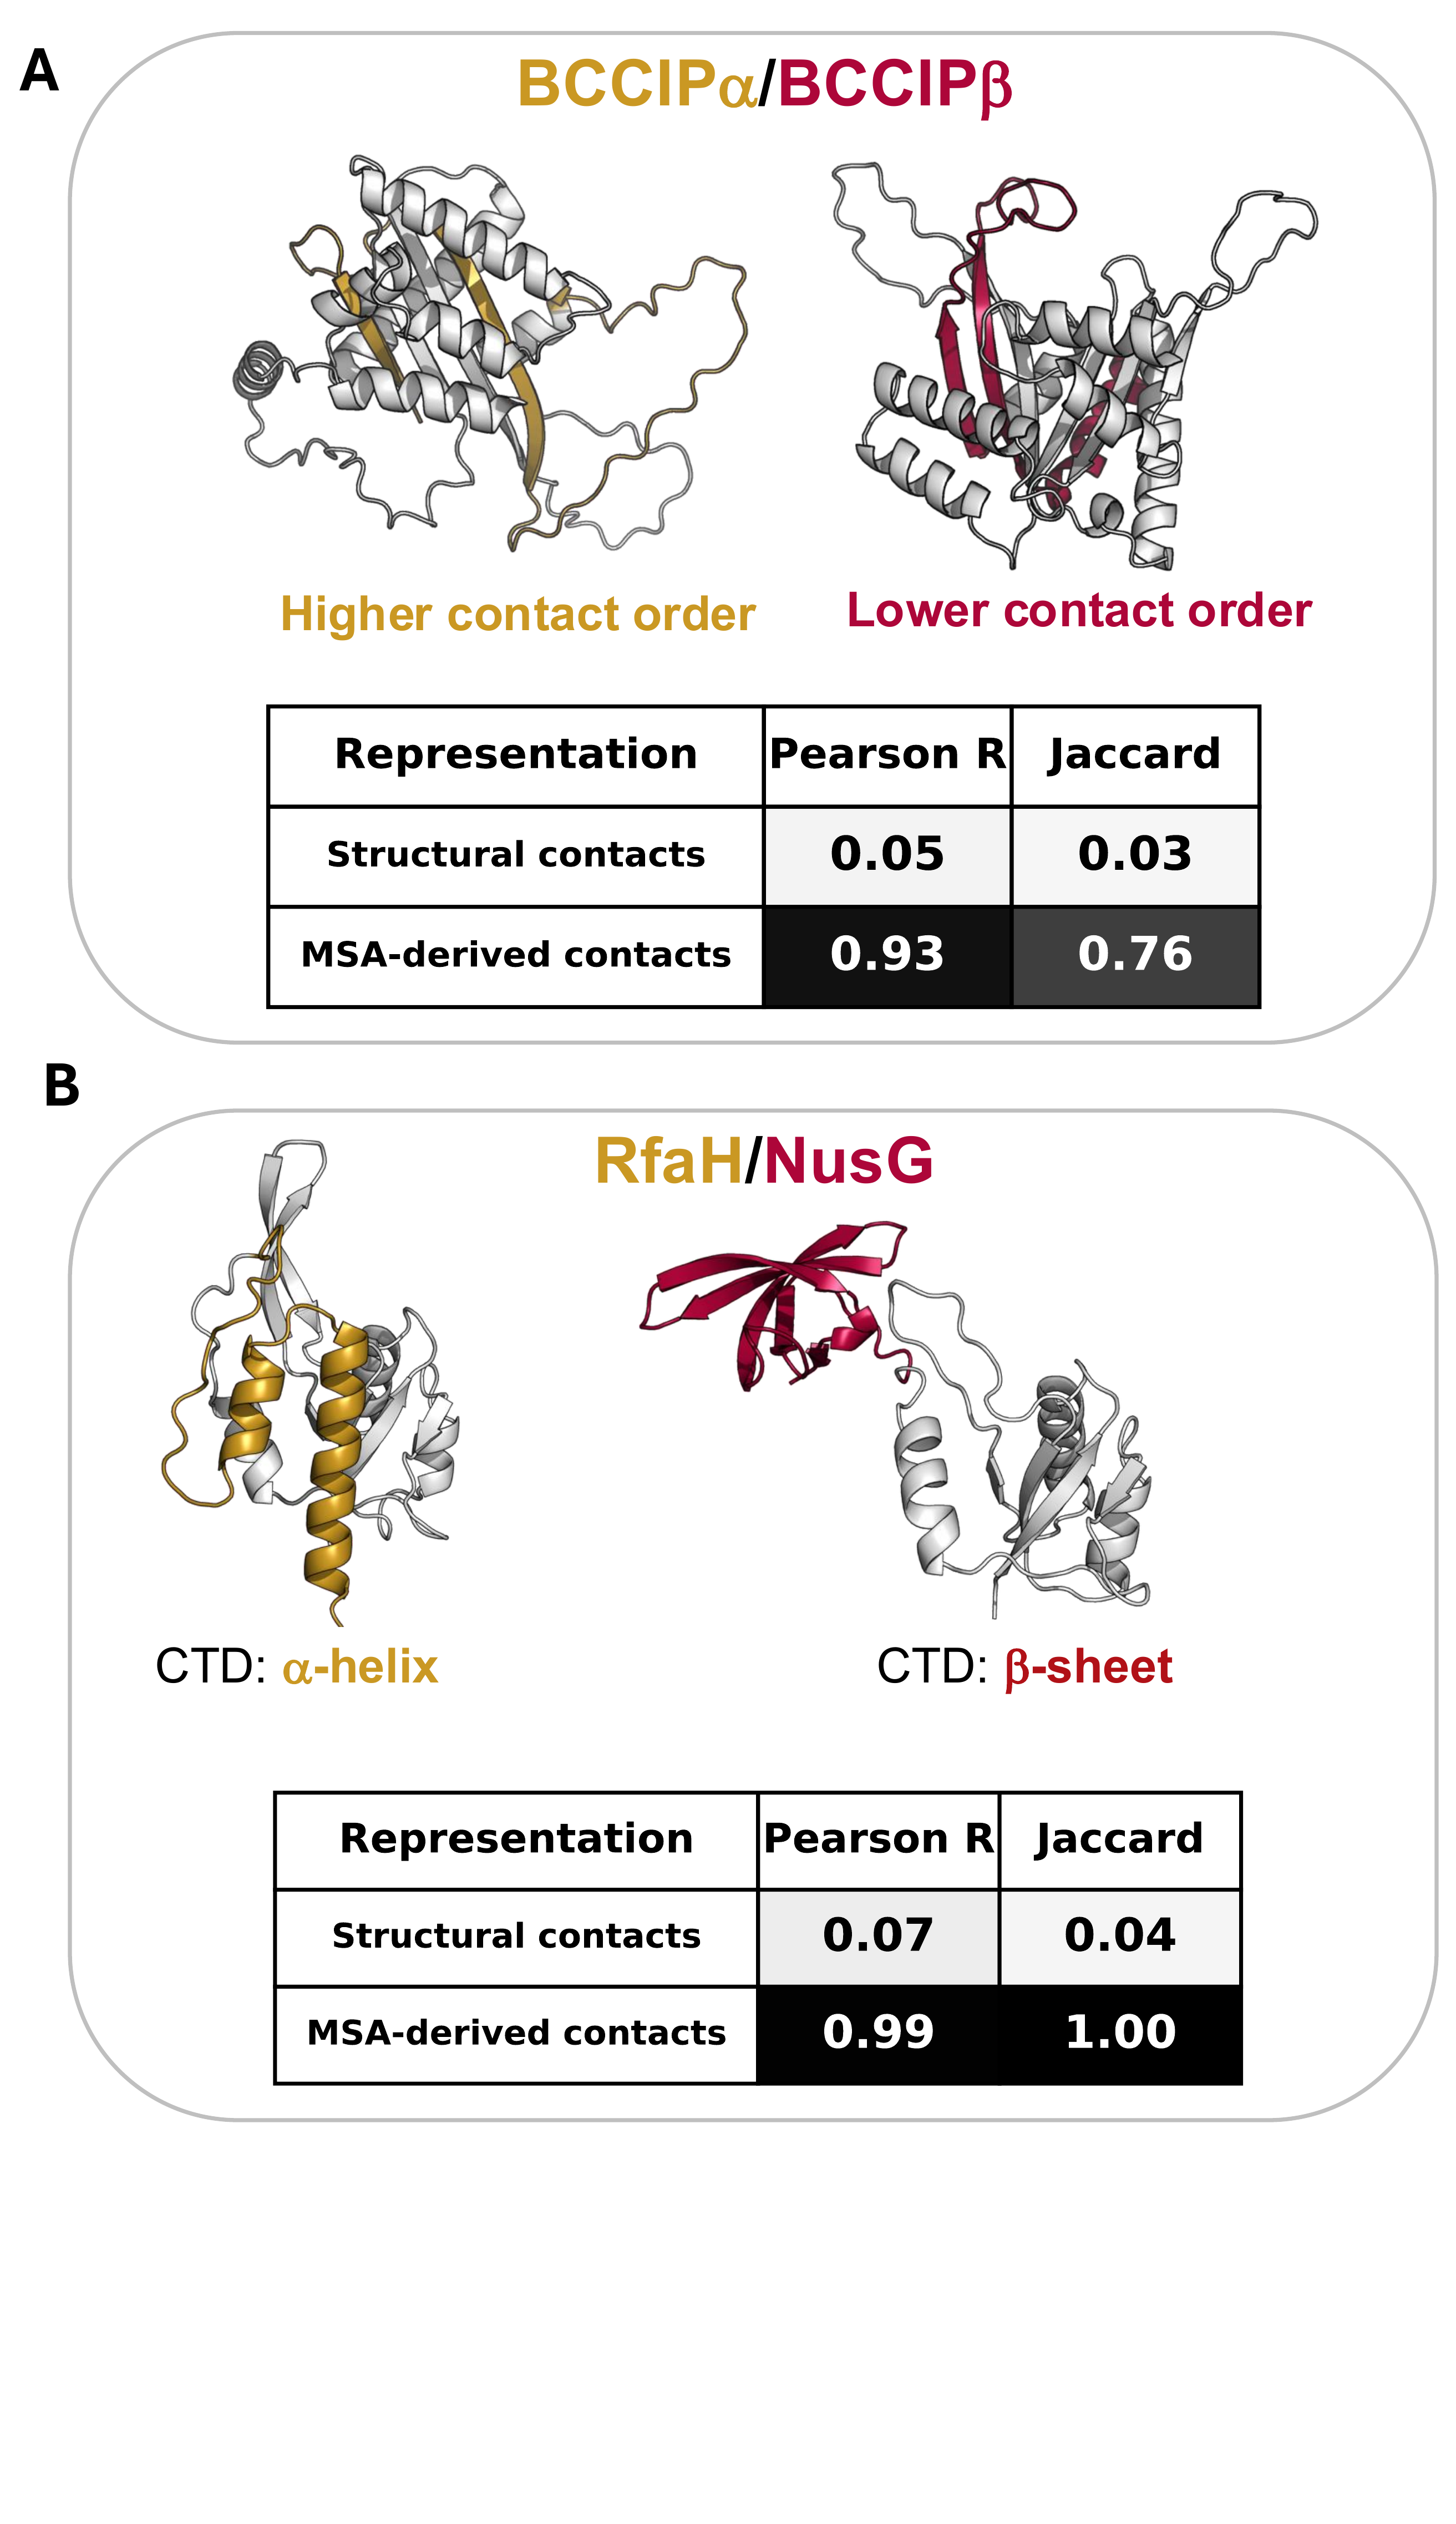 A
BCCIPα/BCCIPβ
Higher contact order
Lower contact order
Representation Pearson R Jaccard
Structural contacts 0.05 0.03
MSA-derived contacts 0.93 0.76
B
RfaH/NusG
CTD: α-helix
CTD: β-sheet
Representation Pearson R Jaccard
Structural contacts 0.07 0.04
MSA-derived contacts 0.99 1.00